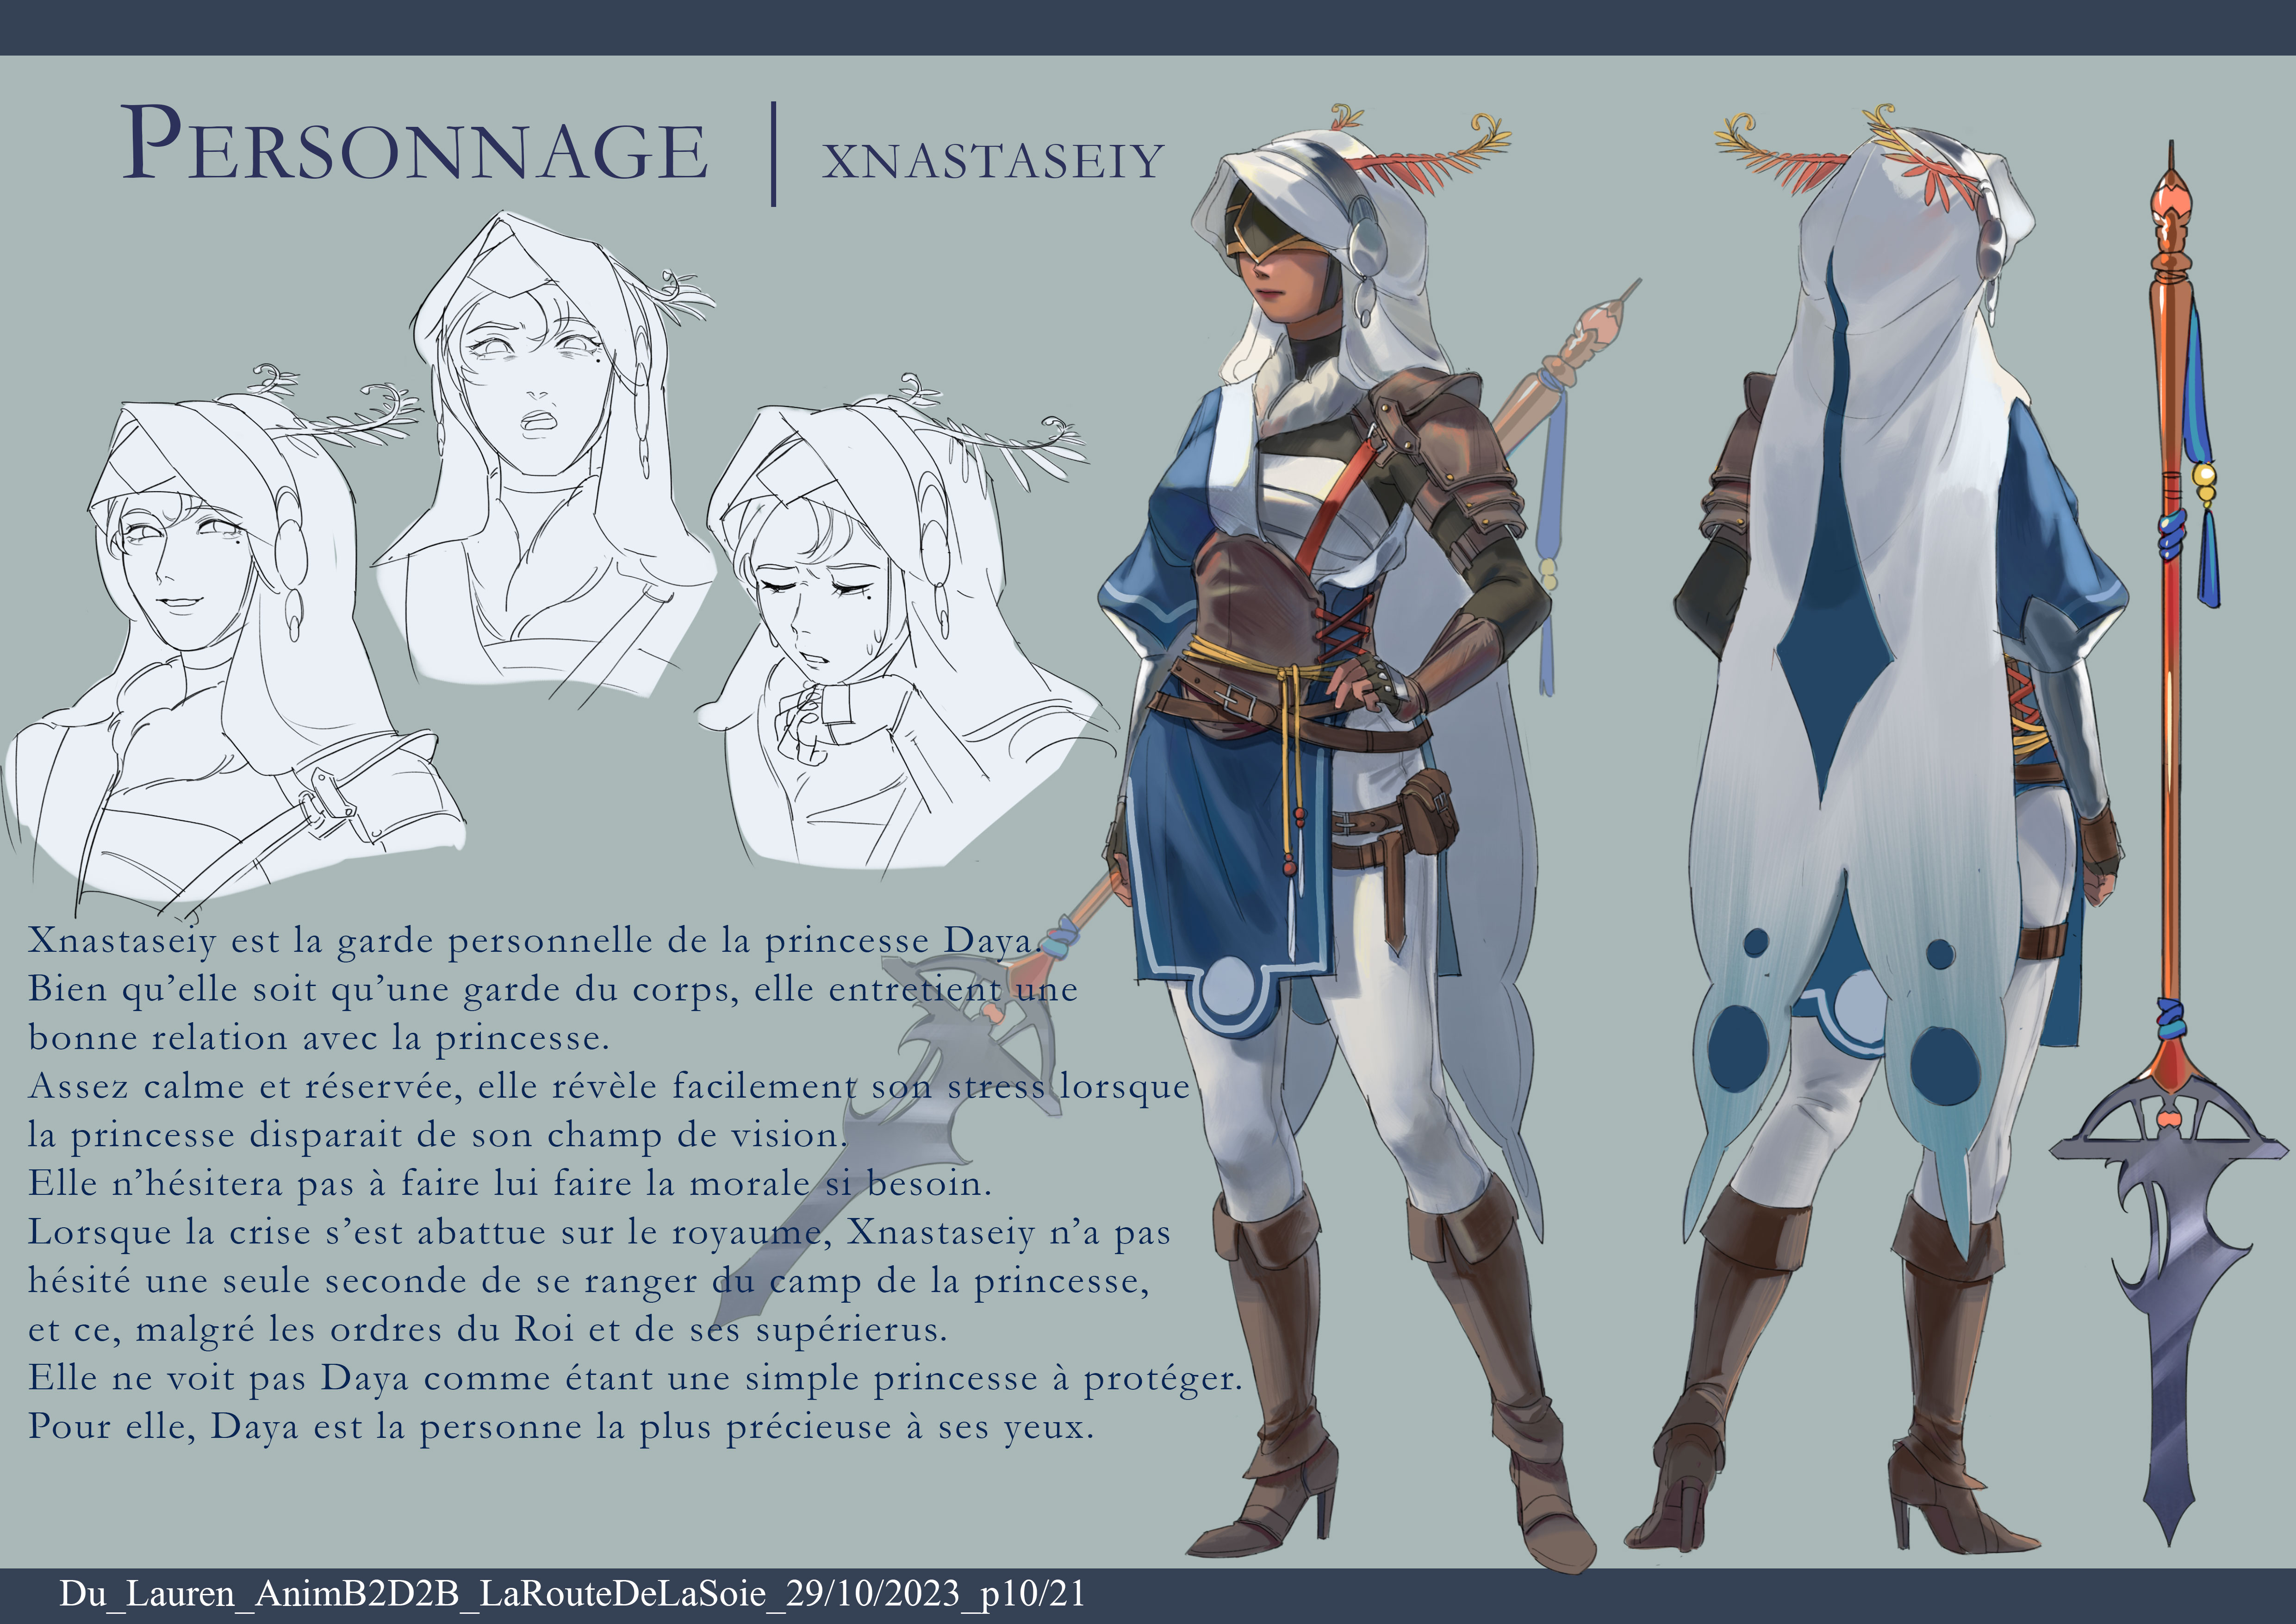 PERSONNAGE | XNASTASEIY
Xnastaseiy est la garde personnelle de la princesse Daya.
Bien qu’elle soit qu’une garde du corps, elle entretient une
bonne relation avec la princesse.
Assez calme et réservée, elle révèle facilement son stress lorsque
la princesse disparait de son champ de vision.
Elle n’hésitera pas à faire lui faire la morale si besoin.
Lorsque la crise s’est abattue sur le royaume, Xnastaseiy n’a pas
hésité une seule seconde de se ranger du camp de la princesse,
et ce, malgré les ordres du Roi et de ses supérierus.
Elle ne voit pas Daya comme étant une simple princesse à protéger.
Pour elle, Daya est la personne la plus précieuse à ses yeux.
Du_Lauren_AnimB2D2B_LaRouteDeLaSoie_29/10/2023_p10/21